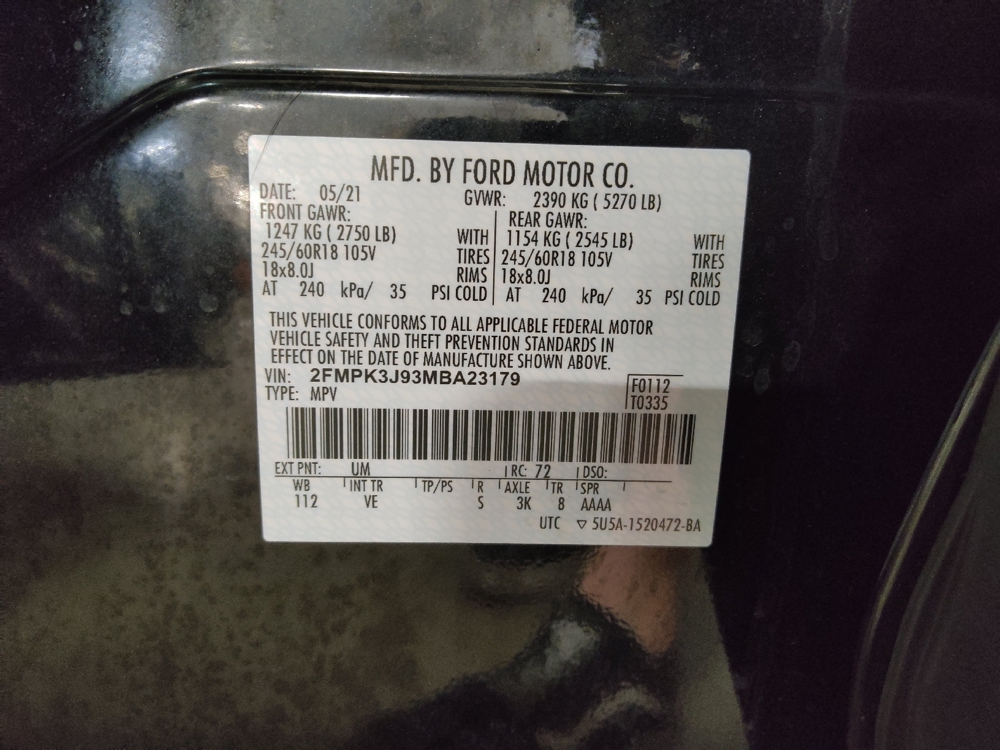 MFD. BY FORD MOTOR CO.
DATE: 05/21 GVWR: 2390 KG ( 5270 LB)
FRONT GAWR: REAR GAWR:
1247 KG ( 2750 LB) WITH 1154 KG ( 2545 LB) WITH
245/60R18 105V TIRES 245/60R18 105V TIRES
18x8.0J RIMS 18x8.0J RIMS
AT 240 kPa/ 35 PSI COLD AT 240 kPa/ 35 PSI COLD
THIS VEHICLE CONFORMS TO ALL APPLICABLE FEDERAL MOTOR
VEHICLE SAFETY AND THEFT PREVENTION STANDARDS IN
EFFECT ON THE DATE OF MANUFACTURE SHOWN ABOVE.
VIN: 2FMPK3J93MBA23179 F0112
TYPE: MPV T0335
EXT PNT: UM RC: 72 DSO:
WB INT TR TP/PS R AXLE TR SPR
112 VE S 3K 8 AAAA
UTC ▽ 5U5A-1520472-BA